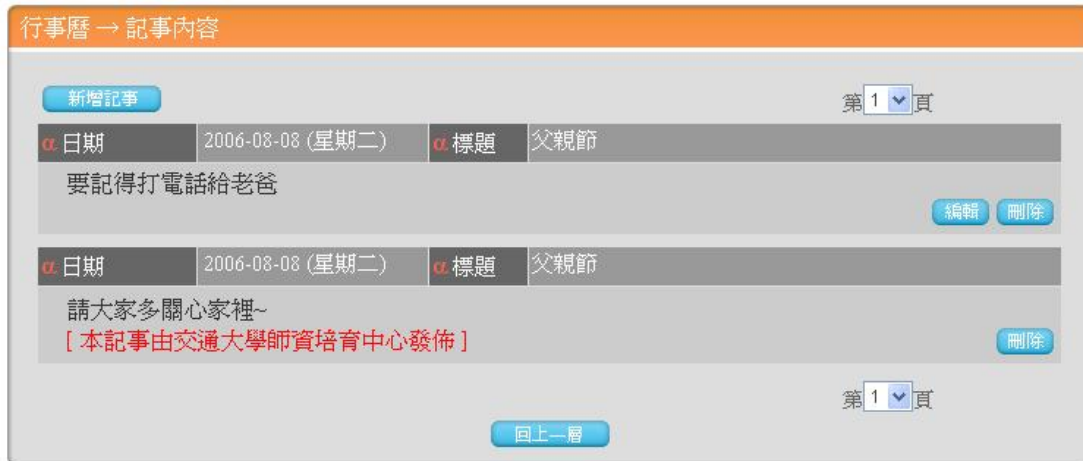 行事曆 → 記事內容
新增記事 第 1 頁
α 日期 2006-08-08 (星期二) α 標題 父親節
要記得打電話給老爸
編輯 刪除
α 日期 2006-08-08 (星期二) α 標題 父親節
請大家多關心家裡~
[ 本記事由交通大學師資培育中心發佈 ]
刪除
第 1 頁
回上一層